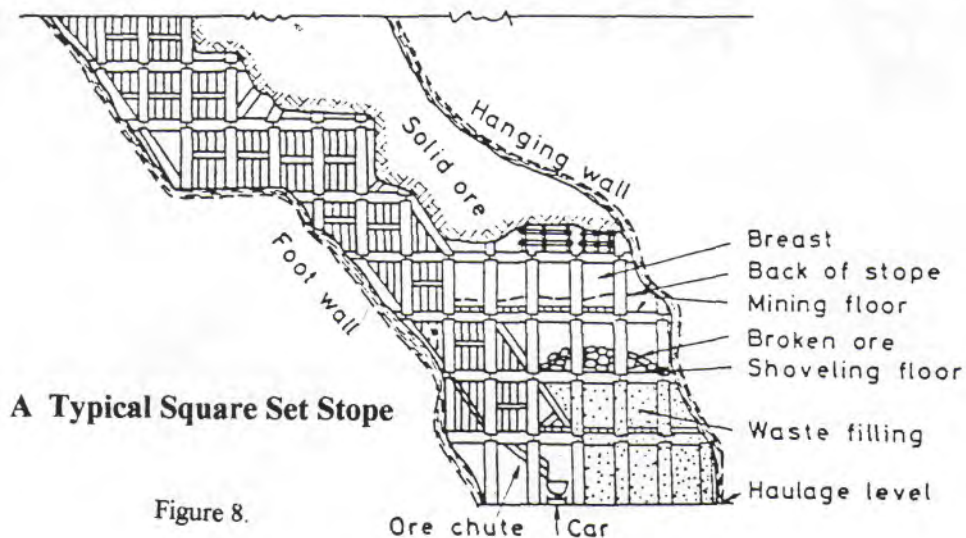 Hanging wall
Solid ore
Foot wall
Breast
Back of stope
Mining floor
Broken ore
Shoveling floor
A Typical Square Set Stope
Waste filling
Haulage level
Figure 8.
Ore chute
Car